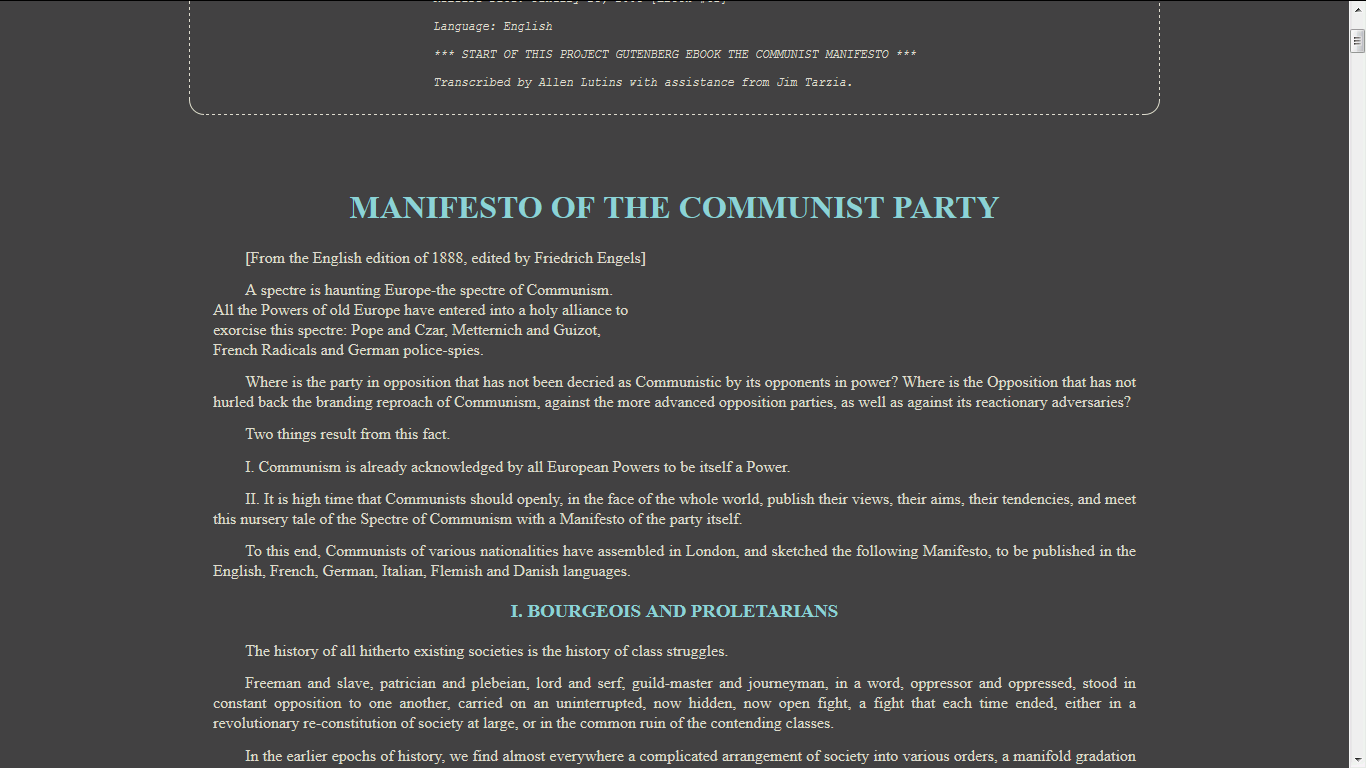 Language: English
*** START OF THIS PROJECT GUTENBERG EBOOK THE COMMUNIST MANIFESTO ***
Transcribed by Allen Lutins with assistance from Jim Tarzia.
MANIFESTO OF THE COMMUNIST PARTY
[From the English edition of 1888, edited by Friedrich Engels]
A spectre is haunting Europe-the spectre of Communism.
All the Powers of old Europe have entered into a holy alliance to
exorcise this spectre: Pope and Czar, Metternich and Guizot,
French Radicals and German police-spies.
Where is the party in opposition that has not been decried as Communistic by its opponents in power? Where is the Opposition that has not
hurled back the branding reproach of Communism, against the more advanced opposition parties, as well as against its reactionary adversaries?
Two things result from this fact.
I. Communism is already acknowledged by all European Powers to be itself a Power.
II. It is high time that Communists should openly, in the face of the whole world, publish their views, their aims, their tendencies, and meet
this nursery tale of the Spectre of Communism with a Manifesto of the party itself.
To this end, Communists of various nationalities have assembled in London, and sketched the following Manifesto, to be published in the
English, French, German, Italian, Flemish and Danish languages.
I. BOURGEOIS AND PROLETARIANS
The history of all hitherto existing societies is the history of class struggles.
Freeman and slave, patrician and plebeian, lord and serf, guild-master and journeyman, in a word, oppressor and oppressed, stood in
constant opposition to one another, carried on an uninterrupted, now hidden, now open fight, a fight that each time ended, either in a
revolutionary re-constitution of society at large, or in the common ruin of the contending classes.
In the earlier epochs of history, we find almost everywhere a complicated arrangement of society into various orders, a manifold gradation